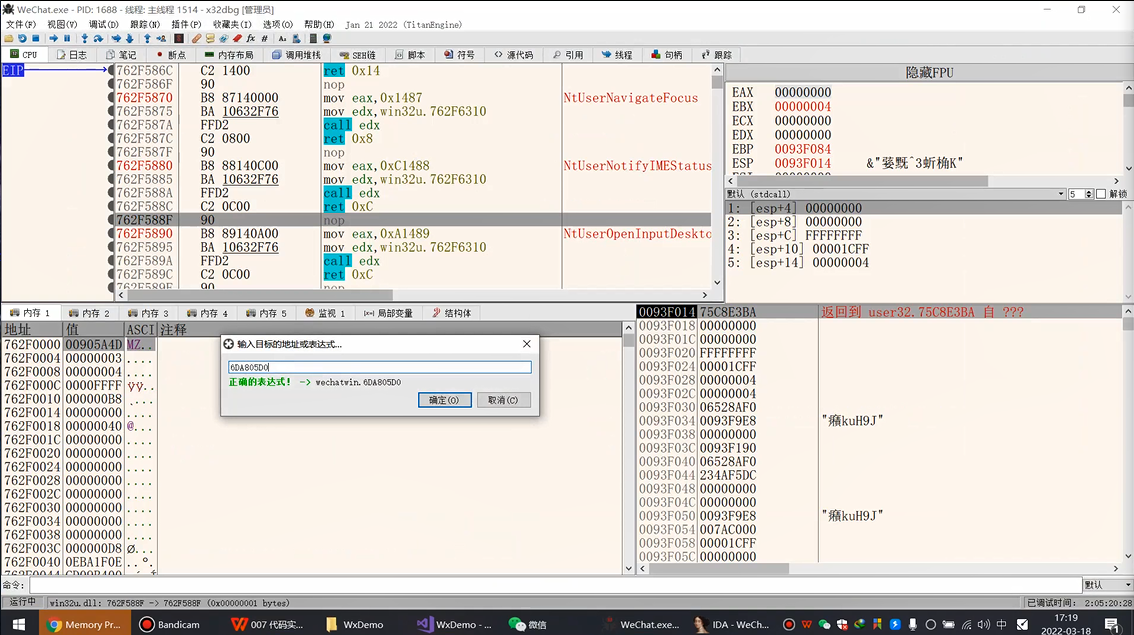 WeChat.exe - PID: 1688 - 线程: 主线程 1514 - x32dbg [管理员]
文件(F) 视图(V) 调试(D) 跟踪(N) 插件(P) 收藏夹(I) 选项(O) 帮助(H) Jan 21 2022 (TitanEngine)
CPU 日志 笔记 断点 内存布局 调用堆栈 SEH链 脚本 符号 源代码 引用 线程 句柄 跟踪
EIP
762F586C C2 1400 ret 0x14
762F586F 90 nop
762F5870 B8 87140000 mov eax,0x1487 NtUserNavigateFocus
762F5875 BA 10632F76 mov edx,win32u.762F6310
762F587A FFD2 call edx
762F587C C2 0800 ret 0x8
762F587F 90 nop
762F5880 B8 88140C00 mov eax,0xC1488 NtUserNotifyIMEStatus
762F5885 BA 10632F76 mov edx,win32u.762F6310
762F588A FFD2 call edx
762F588C C2 0C00 ret 0xC
762F588F 90 nop
762F5890 B8 89140A00 mov eax,0xA1489 NtUserOpenInputDeskto
762F5895 BA 10632F76 mov edx,win32u.762F6310
762F589A FFD2 call edx
762F589C C2 0C00 ret 0xC
隐藏FPU
EAX 00000000
EBX 00000004
ECX 00000000
EDX 00000000
EBP 0093F084
ESP 0093F014
默认 (stdcall) 5 解锁
1: [esp+4] 00000000
2: [esp+8] 00000000
3: [esp+C] FFFFFFFF
4: [esp+10] 00001CFF
5: [esp+14] 00000004
内存 1 内存 2 内存 3 内存 4 内存 5 监视 1 局部变量 结构体
地址 值 ASCI 注释
762F0000 00905A4D MZ..
762F0004 00000003 ....
762F0008 00000004 ....
762F000C 0000FFFF ÿÿ..
762F0010 000000B8 ....
762F0014 00000000 ....
762F0018 00000040 @...
762F001C 00000000 ....
762F0020 00000000 ....
762F0024 00000000 ....
762F0028 00000000 ....
762F002C 00000000 ....
762F0030 00000000 ....
762F0034 00000000 ....
762F0038 00000000 ....
762F003C 000000D8 Ø...
762F0040 0EBA1F0E ..º.
输入目标的地址或表达式...
6DA805D0
正确的表达式! -> wechatwin.6DA805D0
确定(O) 取消(C)
0093F014 75C8E3BA 返回到 user32.75C8E3BA 自 ???
0093F018 00000000
0093F01C 00000000
0093F020 FFFFFFFF
0093F024 00001CFF
0093F028 00000004
0093F02C 00000004
0093F030 06528AF0
0093F034 0093F9E8 "癪kuH9J"
0093F038 00000000
0093F03C 0093F190
0093F040 06528AF0
0093F044 234AF5DC
0093F048 00000000
0093F04C 00000000
0093F050 0093F9E8 "癪kuH9J"
0093F054 007AC000
0093F058 00001CFF
0093F05C 00000000
命令: 默认
运行中 win32u.dll: 762F588F -> 762F588F (0x00000001 bytes) 已调试时间: 2:05:20:28
Memory Pr... Bandicam 007 代码实... WxDemo WxDemo - ... 微信 WeChat.exe... IDA - WeCh... 中 17:19
2022-03-18